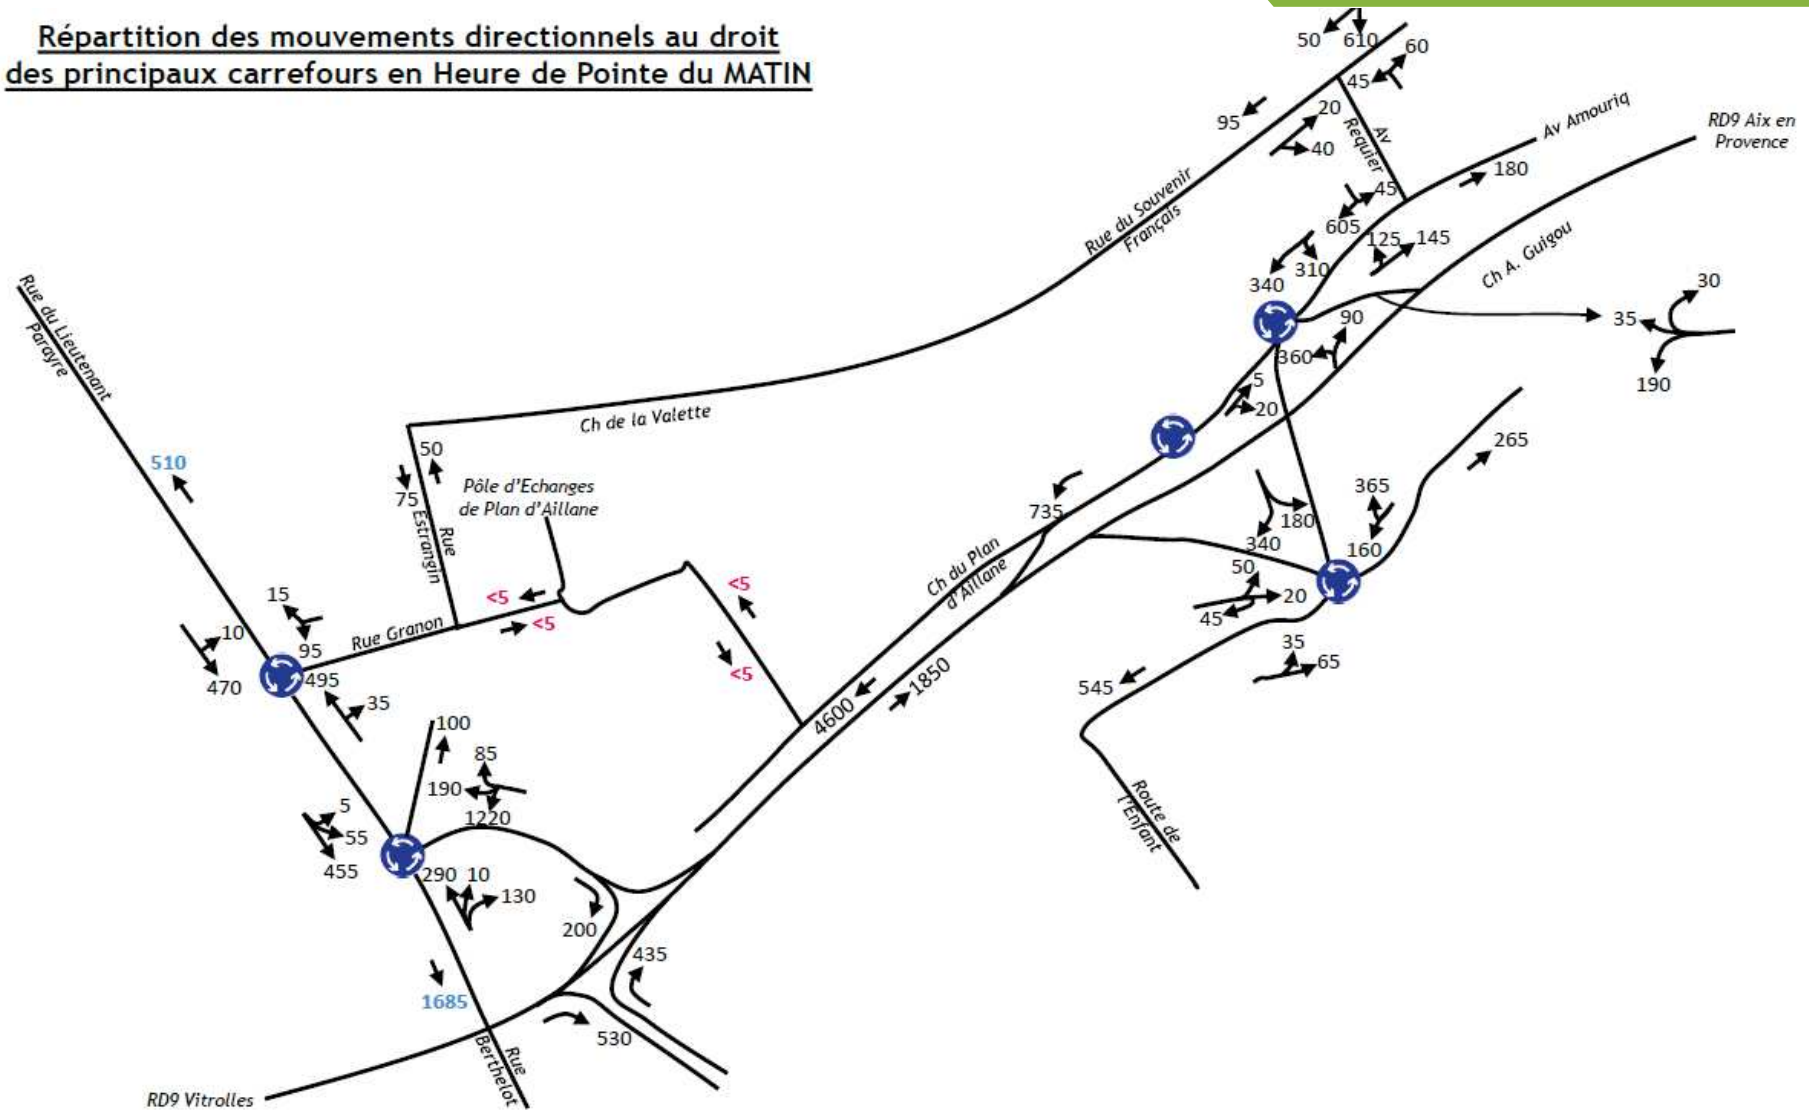 Répartition des mouvements directionnels au droit
des principaux carrefours en Heure de Pointe du MATIN
50
610
60
45
20
95
40
Av
Requier
Av Amouriq
RD9 Aix en
Provence
180
45
605
125
145
Rue du Souvenir
Français
Ch A. Guigou
310
340
30
35
190
90
360
5
20
Rue du Lieutenant
Parayre
Ch de la Valette
510
50
75
Rue
Estrangin
Pôle d'Echanges
de Plan d'Aillane
265
365
735
180
340
160
50
20
45
Ch du Plan
d'Aillane
<5
<5
<5
<5
15
10
95
Rue Granon
470
495
35
35
65
545
1850
4600
100
85
190
1220
5
55
455
290
10
130
Route de
l'Enfant
200
435
1685
530
Rue
Berthelot
RD9 Vitrolles